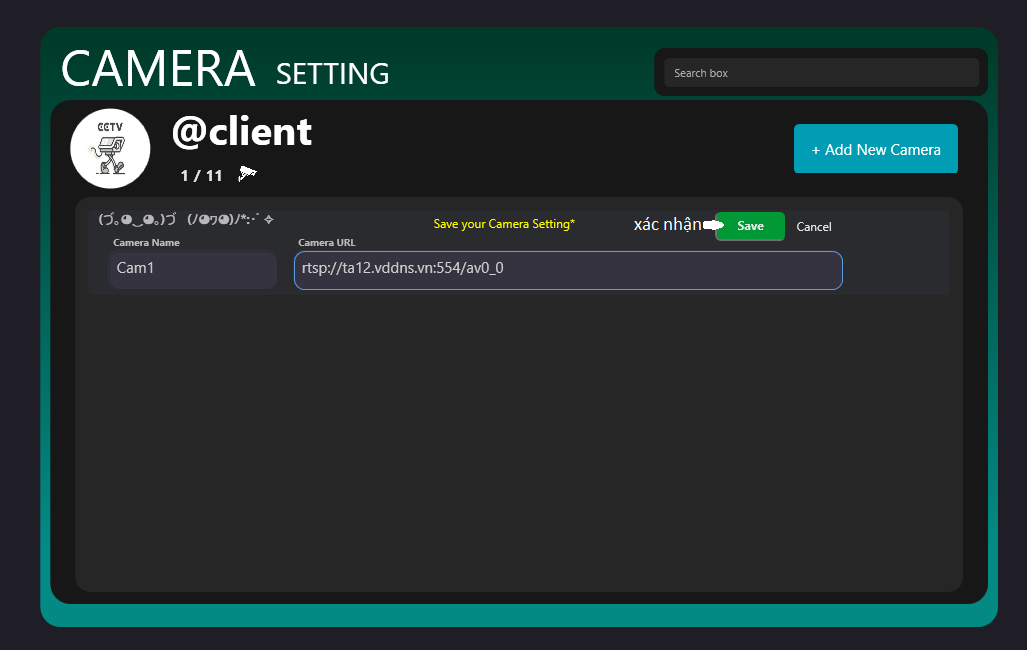 CAMERA SETTING
Search box
CCTV
@client
+ Add New Camera
1 / 11
(づ｡◕‿◕｡)づ (ﾉ◕ヮ◕)ﾉ*:･ﾟ✧
Save your Camera Setting*
xác nhận
Save
Cancel
Camera Name
Camera URL
Cam1
rtsp://ta12.vddns.vn:554/av0_0